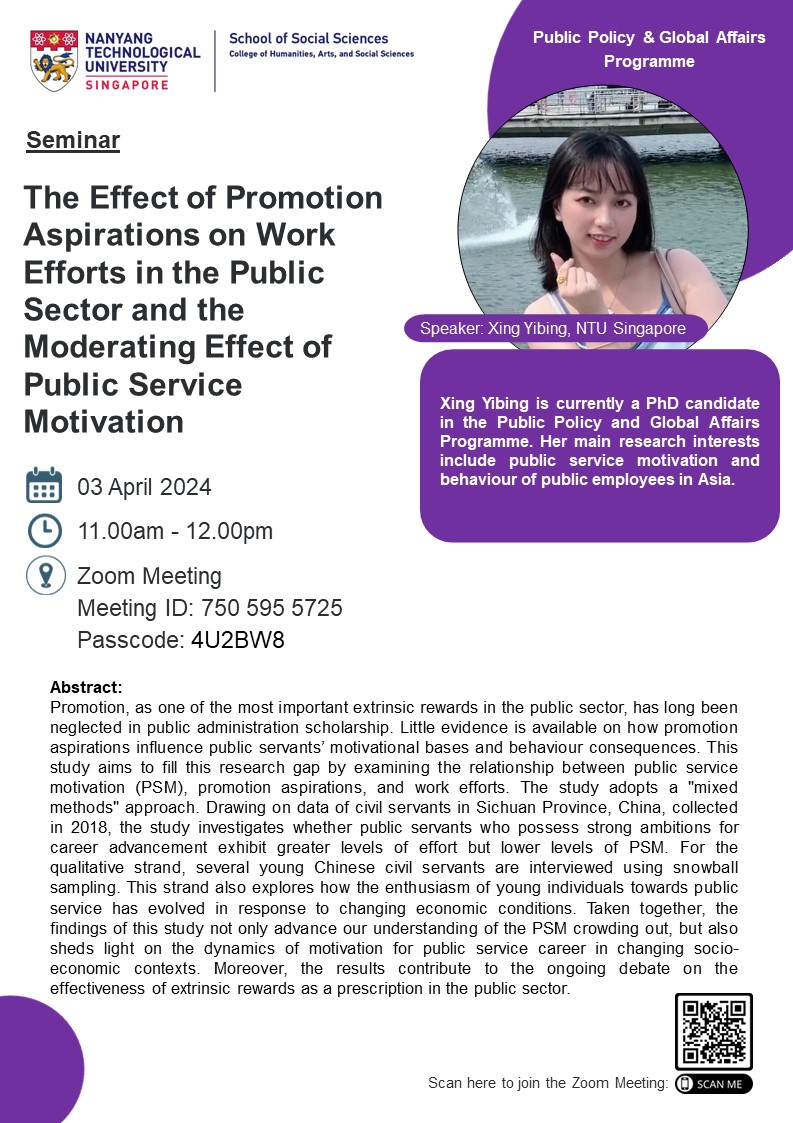 NANYANG
TECHNOLOGICAL
UNIVERSITY
SINGAPORE
School of Social Sciences
College of Humanities, Arts, and Social Sciences
Public Policy & Global Affairs
Programme
Seminar
The Effect of Promotion
Aspirations on Work
Efforts in the Public
Sector and the
Moderating Effect of
Public Service
Motivation
Speaker: Xing Yibing, NTU Singapore
Xing Yibing is currently a PhD candidate
in the Public Policy and Global Affairs
Programme. Her main research interests
include public service motivation and
behaviour of public employees in Asia.
03 April 2024
11.00am - 12.00pm
Zoom Meeting
Meeting ID: 750 595 5725
Passcode: 4U2BW8
Abstract:
Promotion, as one of the most important extrinsic rewards in the public sector, has long been
neglected in public administration scholarship. Little evidence is available on how promotion
aspirations influence public servants’ motivational bases and behaviour consequences. This
study aims to fill this research gap by examining the relationship between public service
motivation (PSM), promotion aspirations, and work efforts. The study adopts a "mixed
methods" approach. Drawing on data of civil servants in Sichuan Province, China, collected
in 2018, the study investigates whether public servants who possess strong ambitions for
career advancement exhibit greater levels of effort but lower levels of PSM. For the
qualitative strand, several young Chinese civil servants are interviewed using snowball
sampling. This strand also explores how the enthusiasm of young individuals towards public
service has evolved in response to changing economic conditions. Taken together, the
findings of this study not only advance our understanding of the PSM crowding out, but also
sheds light on the dynamics of motivation for public service career in changing socio-
economic contexts. Moreover, the results contribute to the ongoing debate on the
effectiveness of extrinsic rewards as a prescription in the public sector.
Scan here to join the Zoom Meeting:
SCAN ME